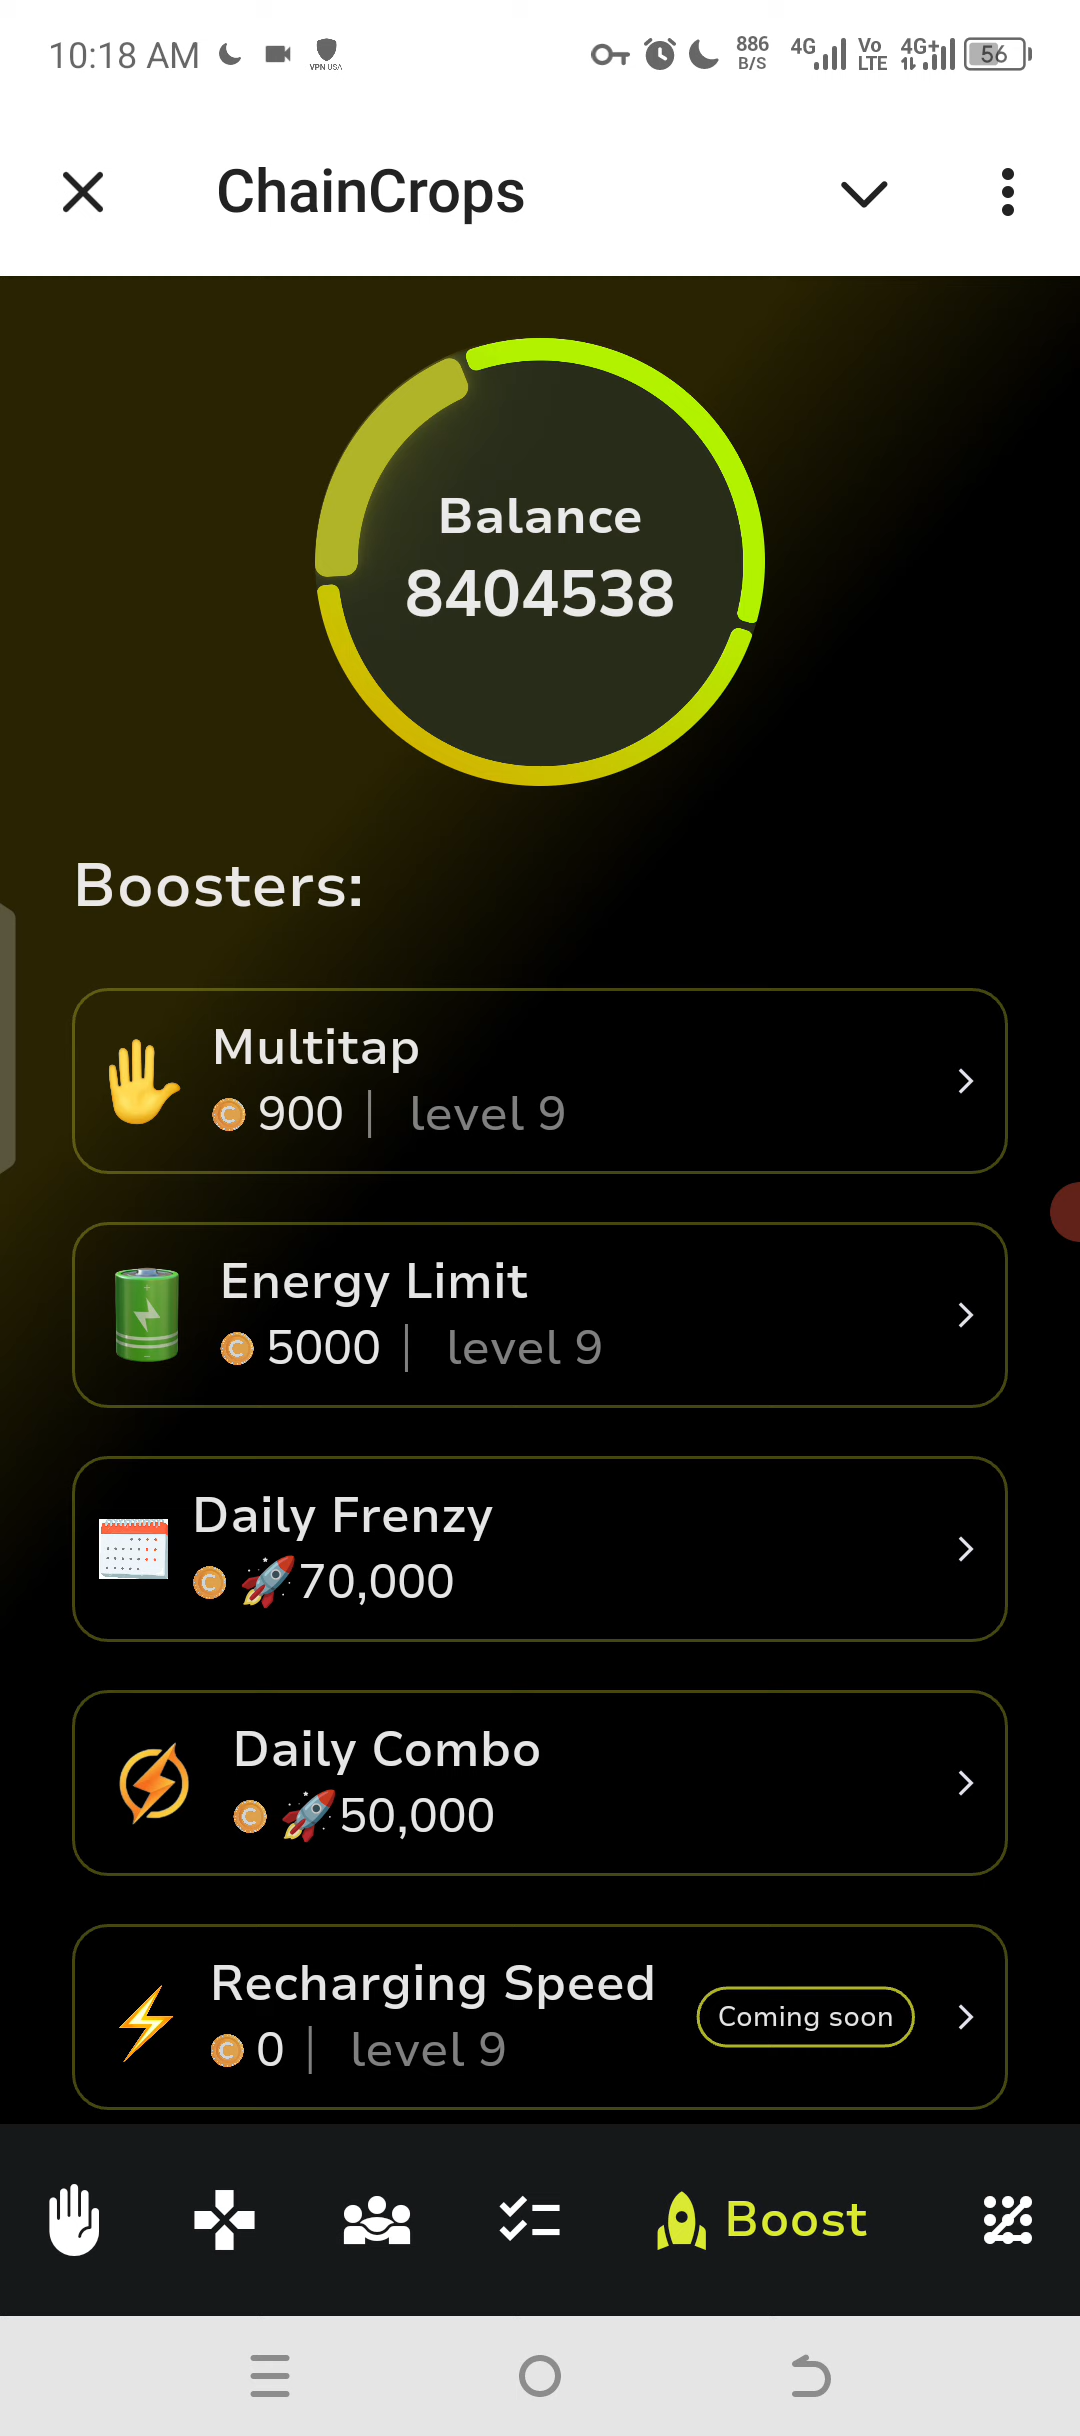 10:18 AM
VPN USA
886
B/S
4G
Vo
LTE
4G+
56
ChainCrops
Balance
8404538
Boosters:
Multitap
900 | level 9
Energy Limit
5000 | level 9
Daily Frenzy
🚀70,000
Daily Combo
🚀50,000
Recharging Speed
0 | level 9
Coming soon
Boost